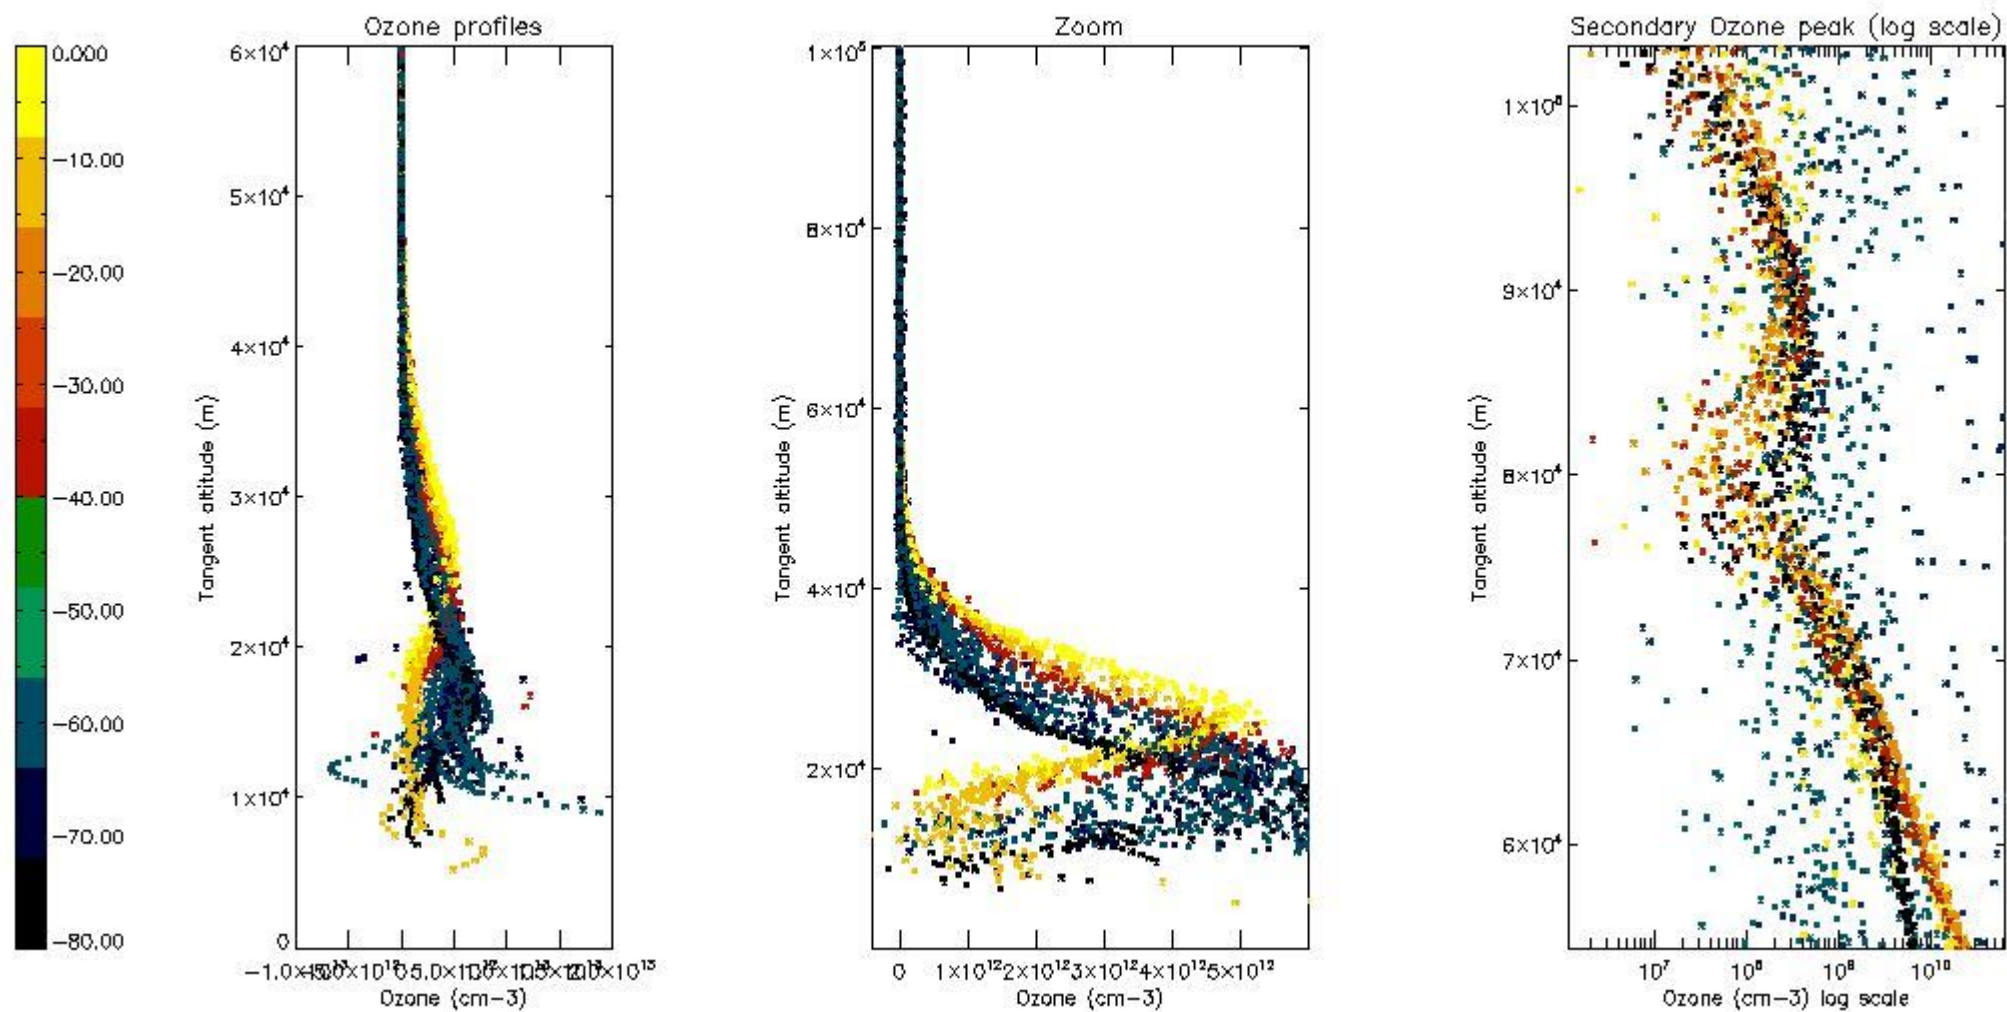 Ozone profiles
Zoom
Secondary Ozone peak (log scale)
0.000
−10.00
−20.00
−30.00
−40.00
−50.00
−60.00
−70.00
−80.00
6×10⁴
5×10⁴
4×10⁴
3×10⁴
2×10⁴
1×10⁴
0
Tangent altitude (m)
Ozone (cm−3)
1×10⁵
8×10⁴
6×10⁴
4×10⁴
2×10⁴
Tangent altitude (m)
0 1×10¹² 2×10¹² 3×10¹² 4×10¹² 5×10¹²
Ozone (cm−3)
1×10⁵
9×10⁴
8×10⁴
7×10⁴
6×10⁴
Tangent altitude (m)
10⁷ 10⁸ 10⁹ 10¹⁰
Ozone (cm−3) log scale